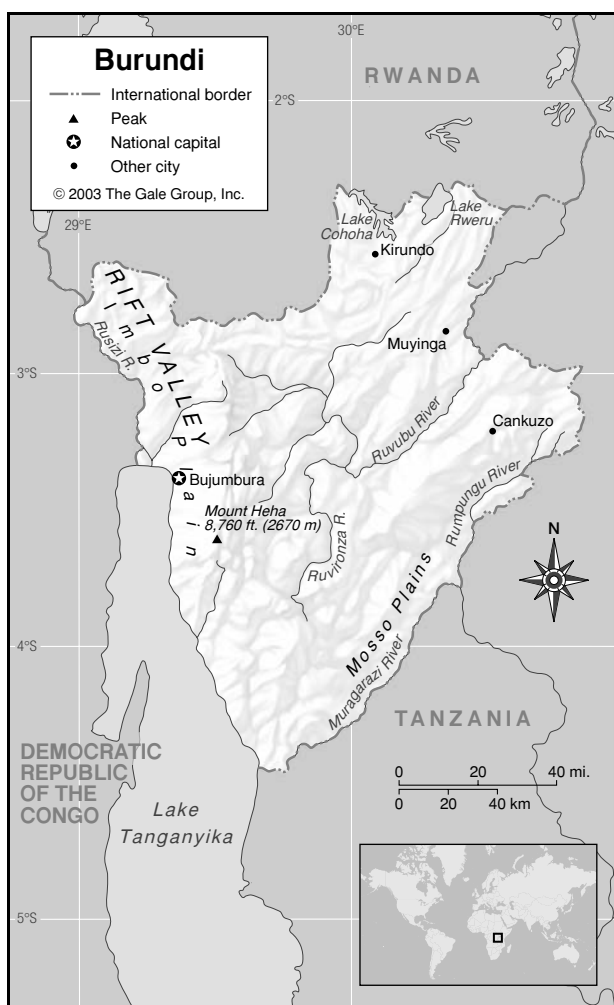 Burundi
International border
Peak
National capital
Other city
© 2003 The Gale Group, Inc.
30°E
RWANDA
2°S
29°E
Lake
Cohoha
Lake
Rweru
Kirundo
RIFT VALLEY
Imbo Plain
Rusizi R.
Muyinga
3°S
Ruvubu River
Cankuzo
Bujumbura
Rumpungu River
Mount Heha
8,760 ft. (2670 m)
Ruvironza R.
N
Mosso Plains
4°S
Muragarazi River
TANZANIA
DEMOCRATIC
REPUBLIC
OF THE
CONGO
Lake
Tanganyika
0 20 40 mi.
0 20 40 km
5°S